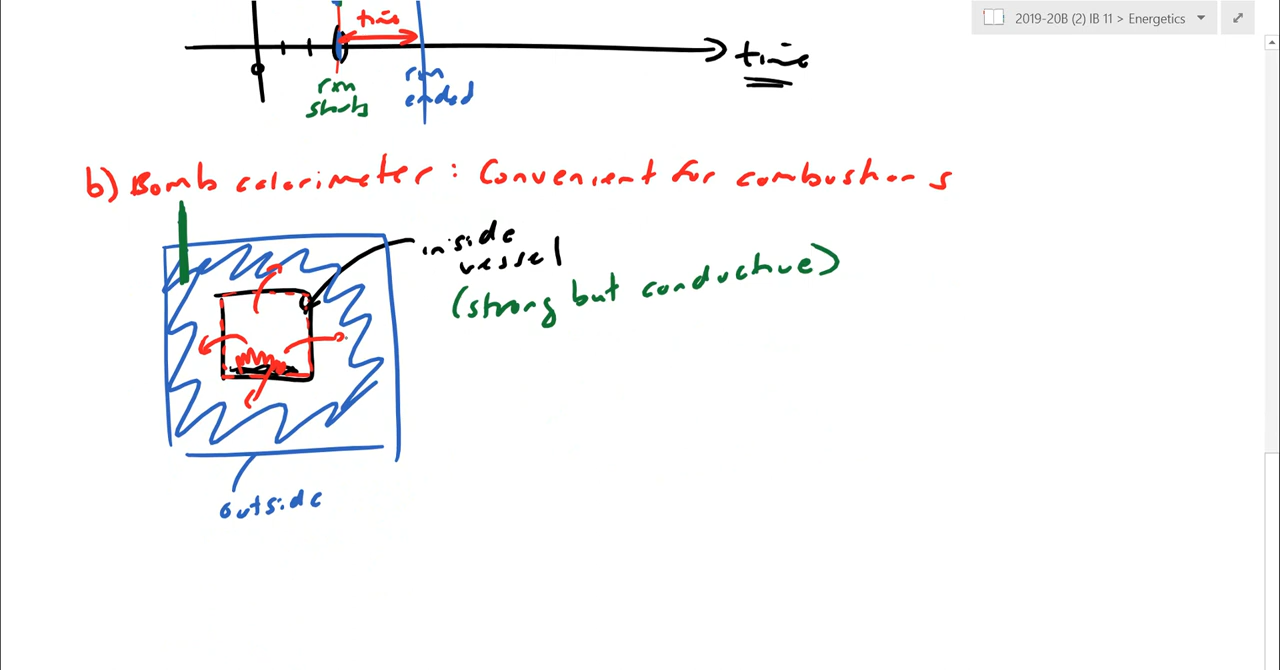 2019-20B (2) IB 11 > Energetics
time
time
rxn
starts
rxn
ended
b) Bomb calorimeter : Convenient for combustions
inside
vessel
(strong but conductive)
outside